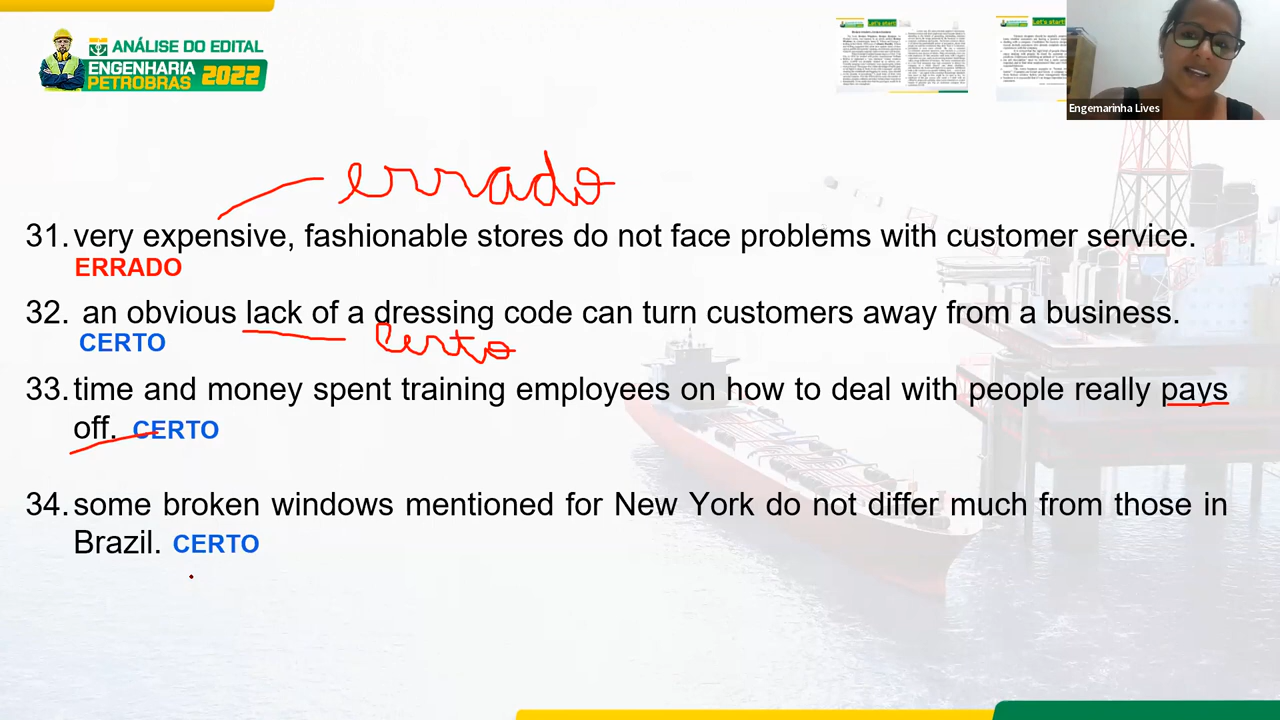 ANÁLISE DO EDITAL
ENGENHARIA
PETROBRAS 2022
Let's start!
Let's start!
Engemarinha Lives
errado
31. very expensive, fashionable stores do not face problems with customer service.
ERRADO
32. an obvious lack of a dressing code can turn customers away from a business.
CERTO
certo
33. time and money spent training employees on how to deal with people really pays
off. CERTO
34. some broken windows mentioned for New York do not differ much from those in
Brazil. CERTO